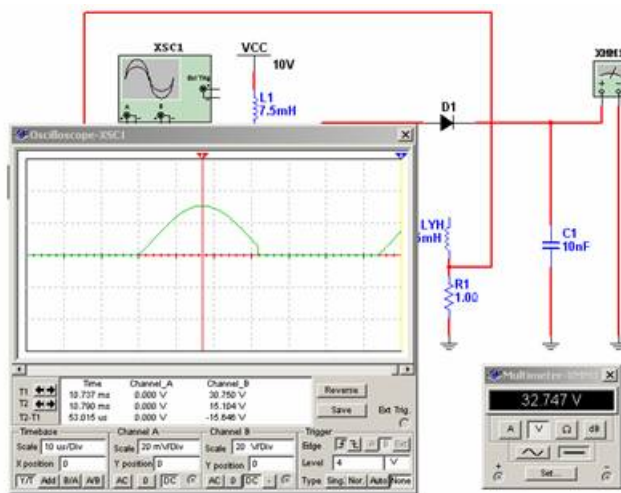 XSC1
VCC
10V
Ext Trig
A B
L1
7.5mH
D1
XMM1
Oscilloscope-XSC1
LYH
5mH
R1
1.00
C1
10nF
Time Channel_A Channel_B
T1 10.737 ms 0.000 V 30.750 V
T2 10.790 ms 0.000 V 15.104 V
T2-T1 53.015 us 0.000 V -15.646 V
Reverse
Save
Ext Trig.
Timebase
Scale 10 us/Div
X position 0
Y/T Add B/A A/B
Channel A
Scale 20 mV/Div
Y position 0
AC 0 DC
Channel B
Scale 20 V/Div
Y position 0
AC 0 DC -
Trigger
Edge A B Ext
Level 4 V
Type Sing. Nor. Auto None
Multimeter-XMM1
32.747 V
A V Ω dB
Set...